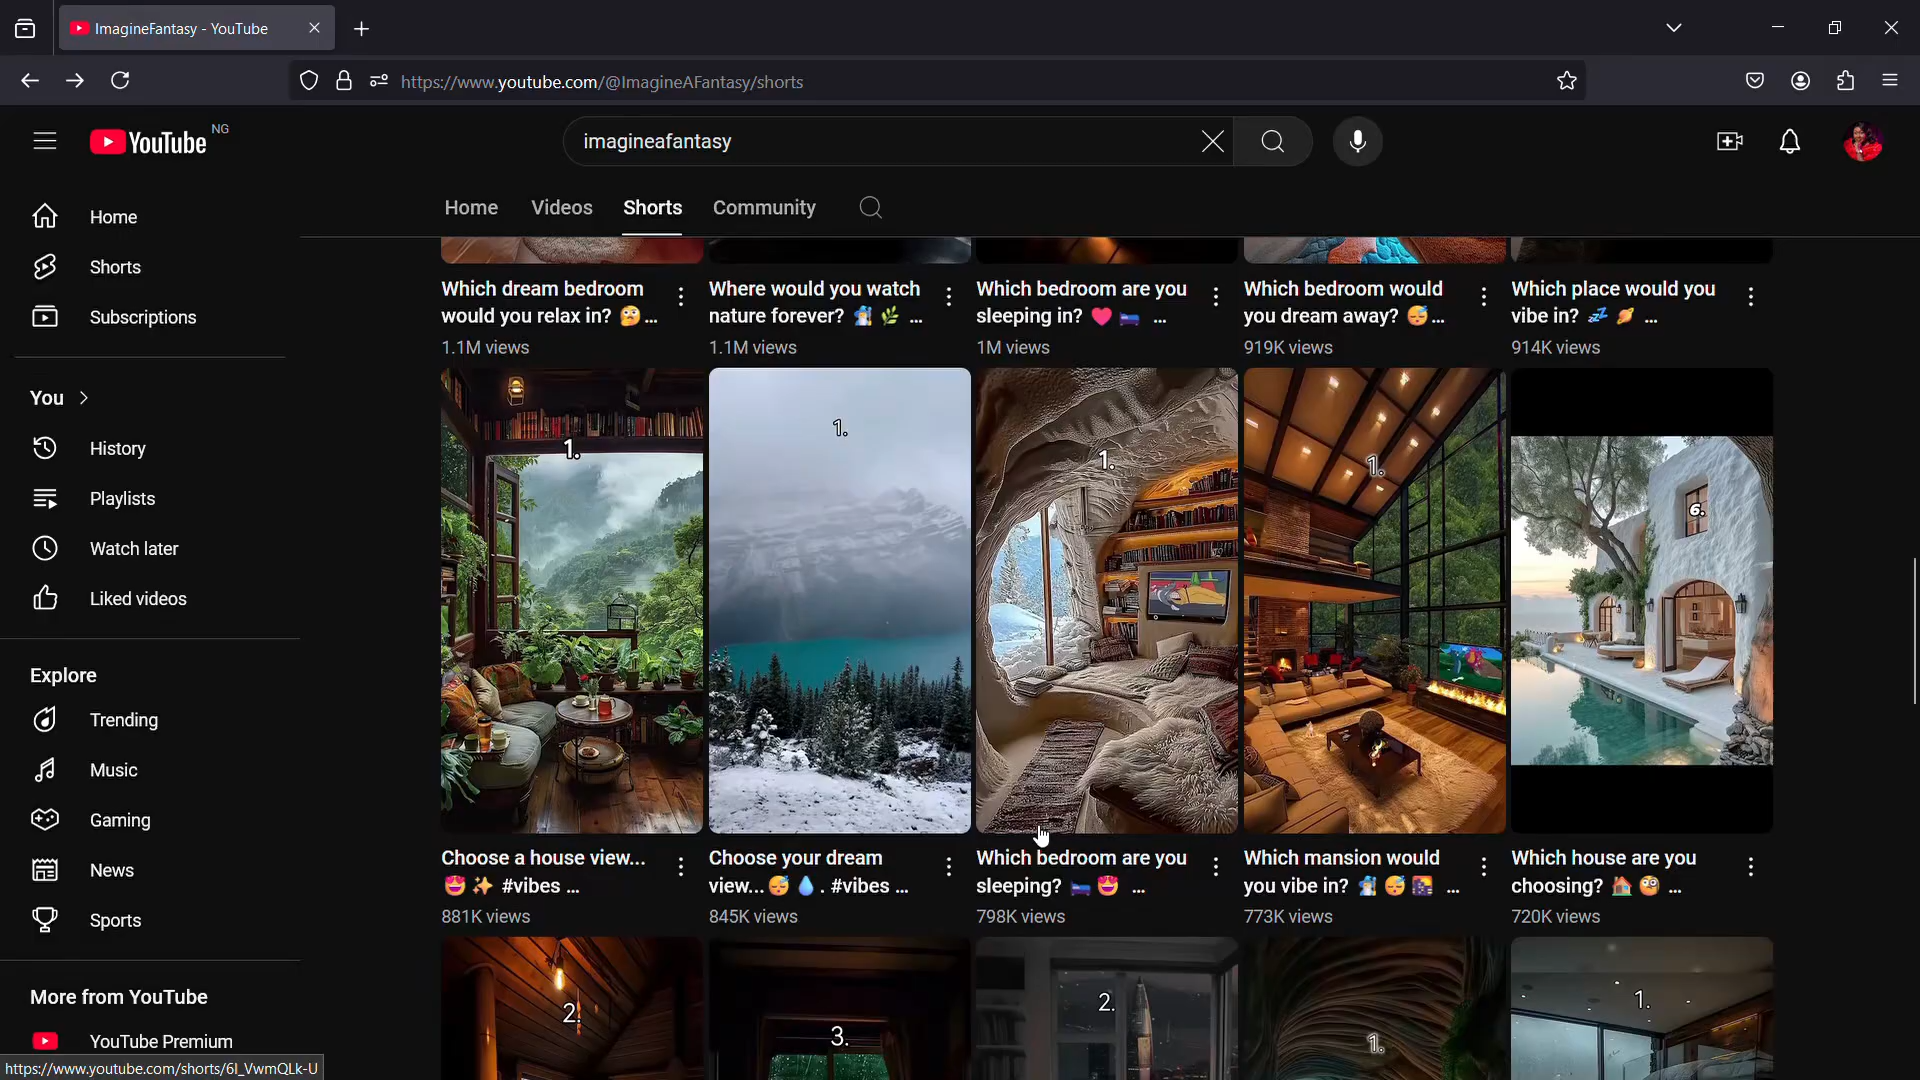 ImagineFantasy - YouTube
https://www.youtube.com/@ImagineAFantasy/shorts
YouTube NG
imagineafantasy
Home
Videos
Shorts
Community
Home
Shorts
Subscriptions
You
History
Playlists
Watch later
Liked videos
Explore
Trending
Music
Gaming
News
Sports
More from YouTube
YouTube Premium
https://www.youtube.com/shorts/6l_VwmQLk-U
Which dream bedroom
would you relax in? 😧...
1.1M views
Where would you watch
nature forever? 🧙‍♂️🌿 ...
1.1M views
Which bedroom are you
sleeping in? ❤️🛏️ ...
1M views
Which bedroom would
you dream away? 😴...
919K views
Which place would you
vibe in? 💤🪐 ...
914K views
1.
1.
1.
1.
6.
Choose a house view...
😍✨ #vibes ...
881K views
Choose your dream
view...😴💧. #vibes ...
845K views
Which bedroom are you
sleeping? 🛏️😍 ...
798K views
Which mansion would
you vibe in? 🧙‍♂️😴🌇 ...
773K views
Which house are you
choosing? 🏠🧐 ...
720K views
2.
3.
2.
1.
1.